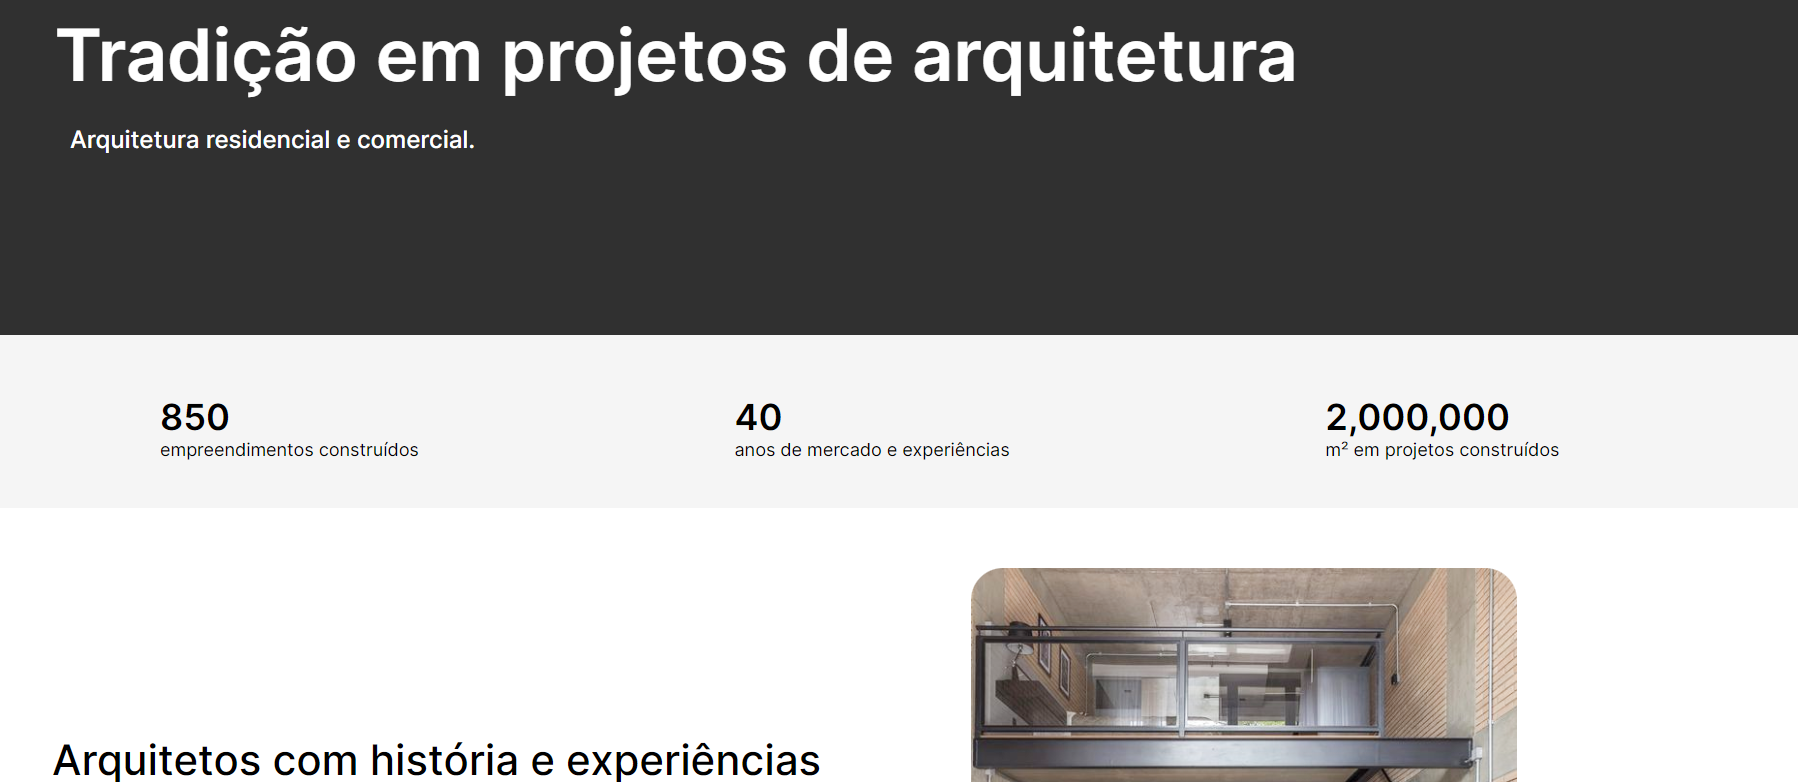 Tradição em projetos de arquitetura
Arquitetura residencial e comercial.
850
empreendimentos construídos
40
anos de mercado e experiências
2,000,000
m² em projetos construídos
Arquitetos com história e experiências